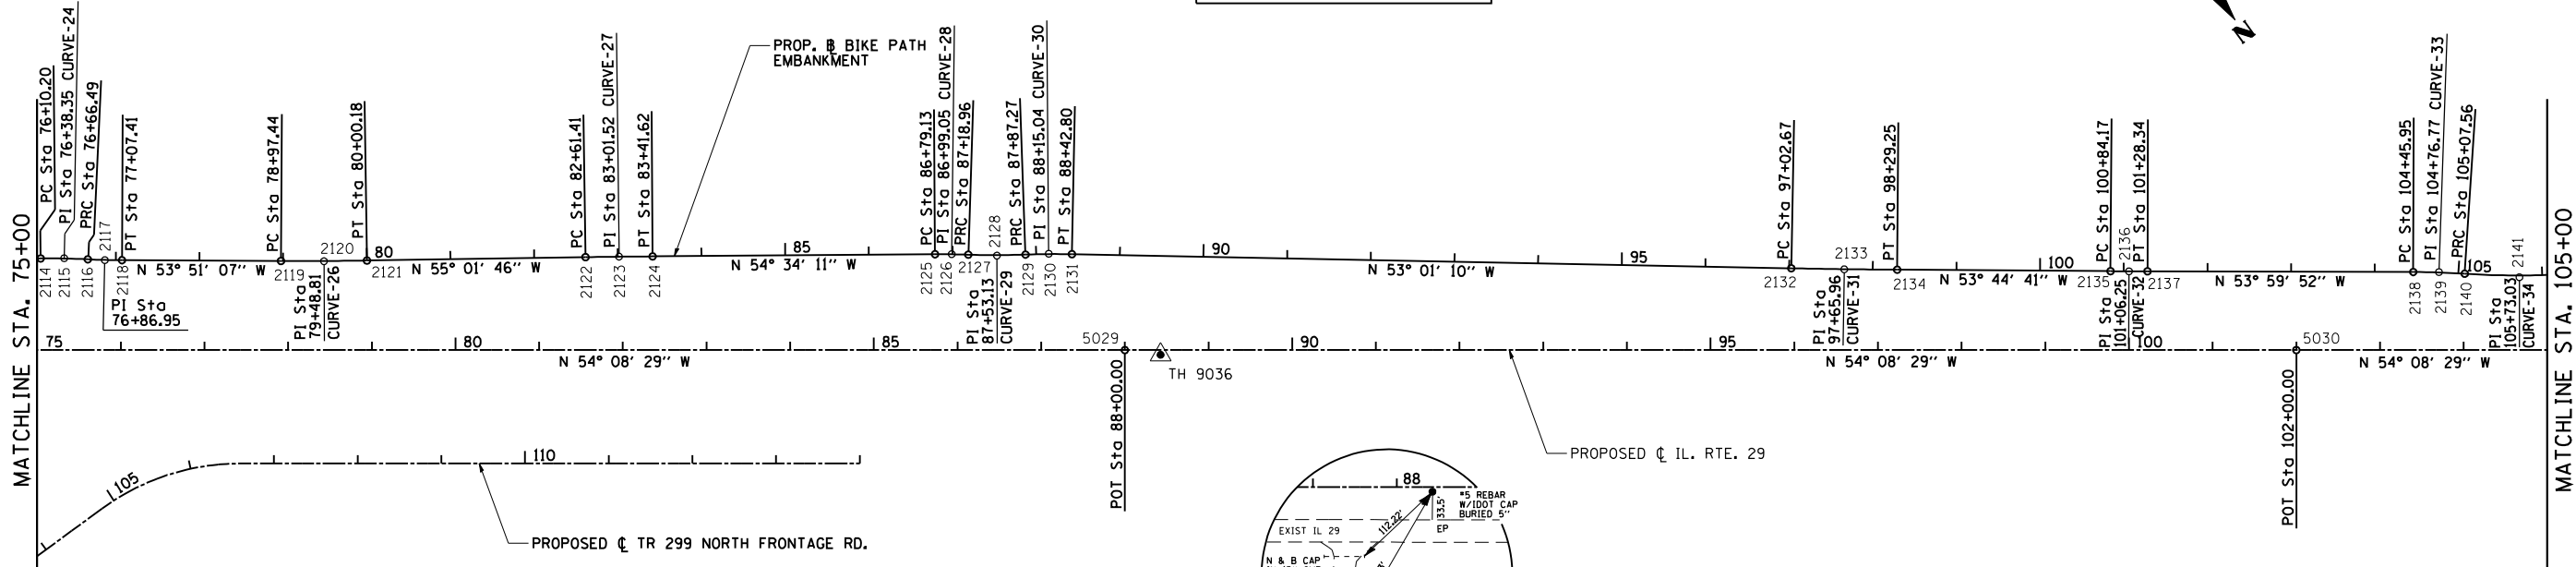 MATCHLINE STA. 75+00
PC Sta 76+10.20
PI Sta 76+38.35 CURVE-24
PRC Sta 76+66.49
PT Sta 77+07.41
PC Sta 78+97.44
PT Sta 80+00.18
PC Sta 82+61.41
PI Sta 83+01.52 CURVE-27
PT Sta 83+41.62
PROP. ⅊ BIKE PATH
EMBANKMENT
PC Sta 86+79.13
PI Sta 86+99.05 CURVE-28
PRC Sta 87+18.96
PRC Sta 87+87.27
PI Sta 88+15.04 CURVE-30
PT Sta 88+42.80
PC Sta 97+02.67
PT Sta 98+29.25
PC Sta 100+84.17
PT Sta 101+28.34
PC Sta 104+45.95
PI Sta 104+76.77 CURVE-33
PRC Sta 105+07.56
N
2114
2115
2116
2117
2118
N 53° 51' 07'' W
2119
2120
80
2121
N 55° 01' 46'' W
2122
2123
2124
85
N 54° 34' 11'' W
2125
2126
2127
2128
2129
2130
2131
90
N 53° 01' 10'' W
95
2132
2133
2134
N 53° 44' 41'' W
100
2135
2136
2137
N 53° 59' 52'' W
2138
2139
2140
105
2141
PI Sta
76+86.95
PI Sta
79+48.81
CURVE-26
PI Sta
87+53.13
CURVE-29
PI Sta
97+65.96
CURVE-31
PI Sta
101+06.25
CURVE-32
PI Sta
105+73.03
CURVE-34
75
80
N 54° 08' 29'' W
85
5029
90
95
N 54° 08' 29'' W
100
5030
N 54° 08' 29'' W
TH 9036
POT Sta 88+00.00
POT Sta 102+00.00
PROPOSED ℄ IL. RTE. 29
105
110
PROPOSED ℄ TR 299 NORTH FRONTAGE RD.
88
*5 REBAR
W/IDOT CAP
BURIED 5''
33.5'
EP
112.22'
EXIST IL 29
N & B CAP
MATCHLINE STA. 105+00